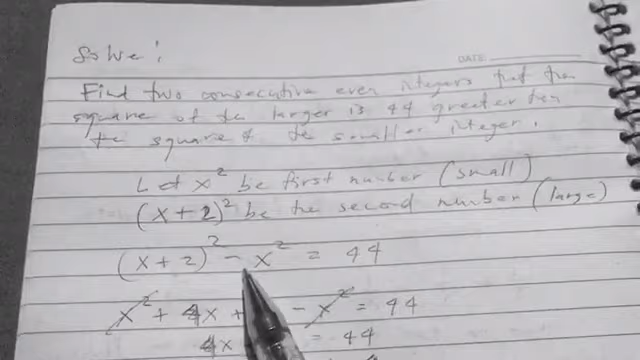 Solve:
DATE:
Find two consecutive even integers that the
square of the larger is 44 greater than
the square of the smaller integer.
Let x² be first number (small)
(x+2)² be the second number (large)
(x+2)² - x² = 44
x² + 4x + - x² = 44
4x = 44